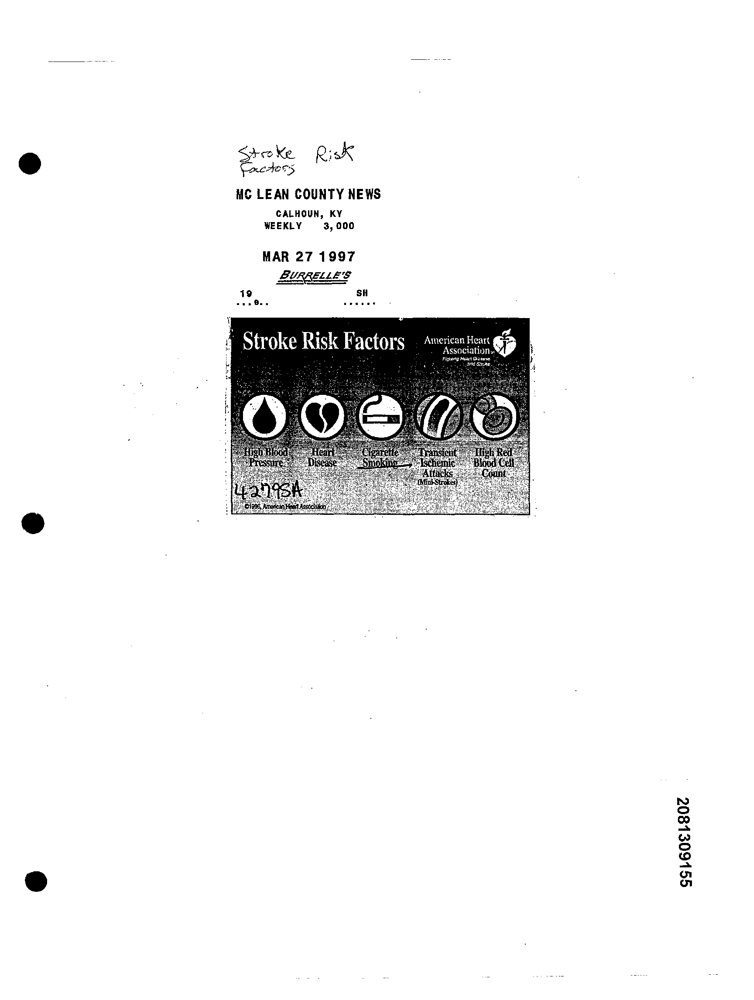 Stroke Risk
Factors
MC LEAN COUNTY NEWS
CALHOUN, KY
WEEKLY 3,000
MAR 27 1997
BURRELLE'S
19 SH
...9.. ......
Stroke Risk Factors
American Heart
Association
Fighting Heart Disease
and Stroke
High Blood
Pressure
Heart
Disease
Cigarette
Smoking
Transient
Ischemic
Attacks
(Mini-Strokes)
High Red
Blood Cell
Count
4279SA
©1996, American Heart Association
2081309155